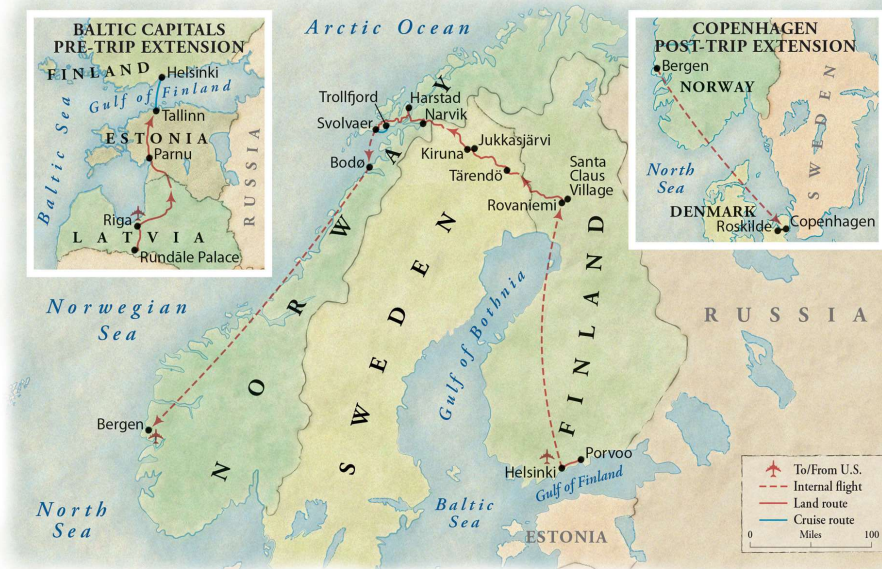 BALTIC CAPITALS
PRE-TRIP EXTENSION
FINLAND
Helsinki
Gulf of Finland
Tallinn
Baltic Sea
ESTONIA
Parnu
RUSSIA
Riga
LATVIA
Rundāle Palace
Arctic Ocean
Trollfjord
Harstad
Svolvaer
Narvik
Bodø
Kiruna
Jukkasjärvi
Tärendö
Santa
Claus
Village
Rovaniemi
NORWAY
SWEDEN
FINLAND
Gulf of Bothnia
Norwegian
Sea
Bergen
North
Sea
Helsinki
Porvoo
Gulf of Finland
Baltic
Sea
ESTONIA
RUSSIA
COPENHAGEN
POST-TRIP EXTENSION
Bergen
NORWAY
SWEDEN
North
Sea
DENMARK
Roskilde
Copenhagen
To/From U.S.
Internal flight
Land route
Cruise route
0 Miles 100